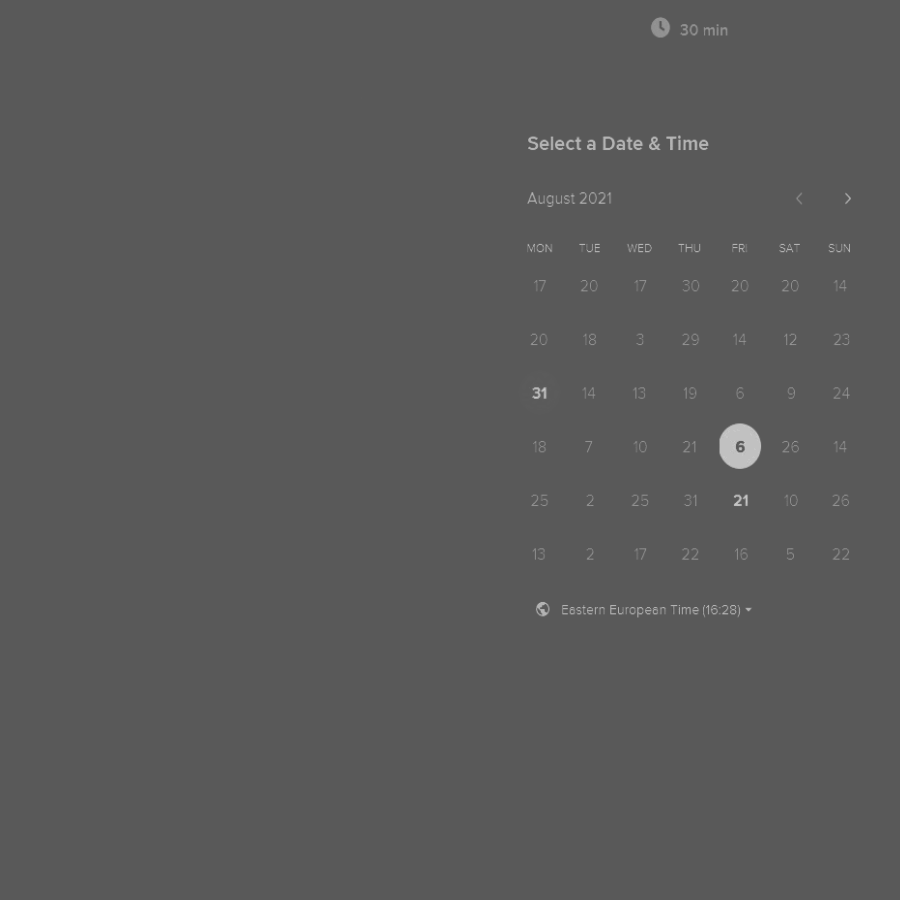 30 min
Select a Date & Time
August 2021
MON TUE WED THU FRI SAT SUN
17 20 17 30 20 20 14
20 18 3 29 14 12 23
31 14 13 19 6 9 24
18 7 10 21 6 26 14
25 2 25 31 21 10 26
13 2 17 22 16 5 22
Eastern European Time (16:28)